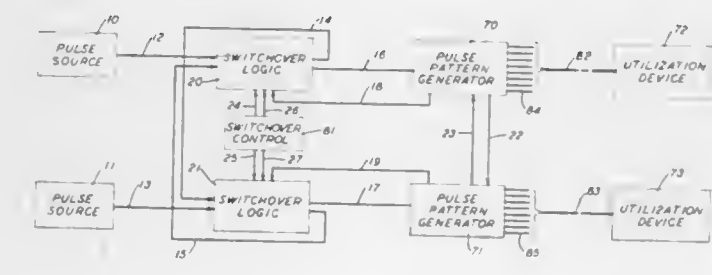 10
PULSE
SOURCE
12
14
SWITCHOVER
LOGIC
20
16
18
70
PULSE
PATTERN
GENERATOR
82
84
72
UTILIZATION
DEVICE
24
26
SWITCHOVER
CONTROL
81
25
27
23
22
11
PULSE
SOURCE
13
21
SWITCHOVER
LOGIC
15
19
17
PULSE
PATTERN
GENERATOR
71
83
85
73
UTILIZATION
DEVICE